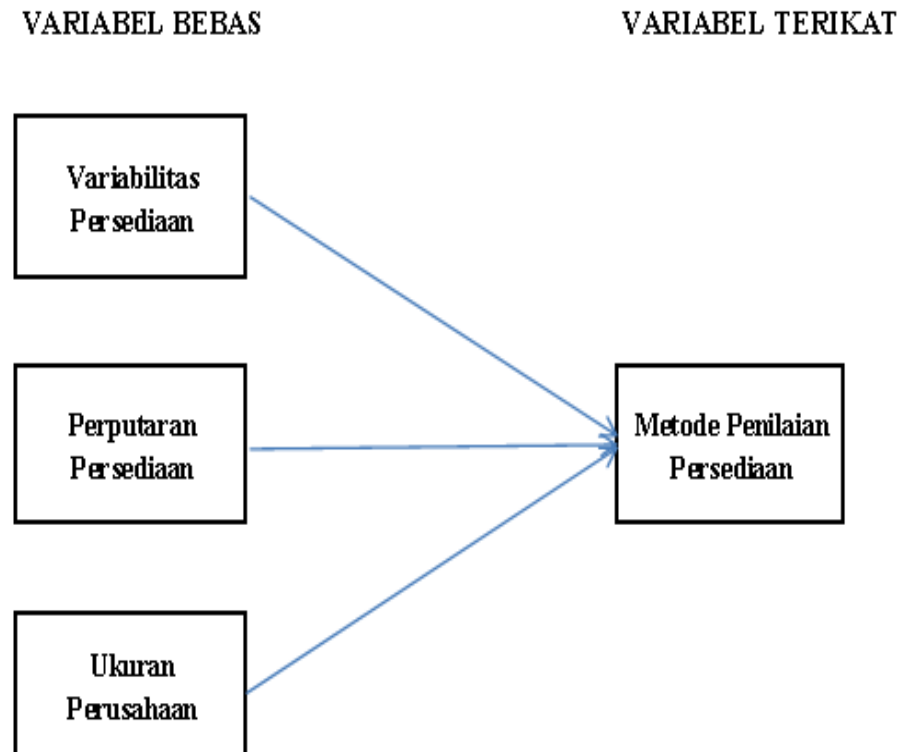 VARIABEL BEBAS
VARIABEL TERIKAT
Variabilitas
Persediaan
Perputaran
Persediaan
Metode Penilaian
Persediaan
Ukuran
Perusahaan